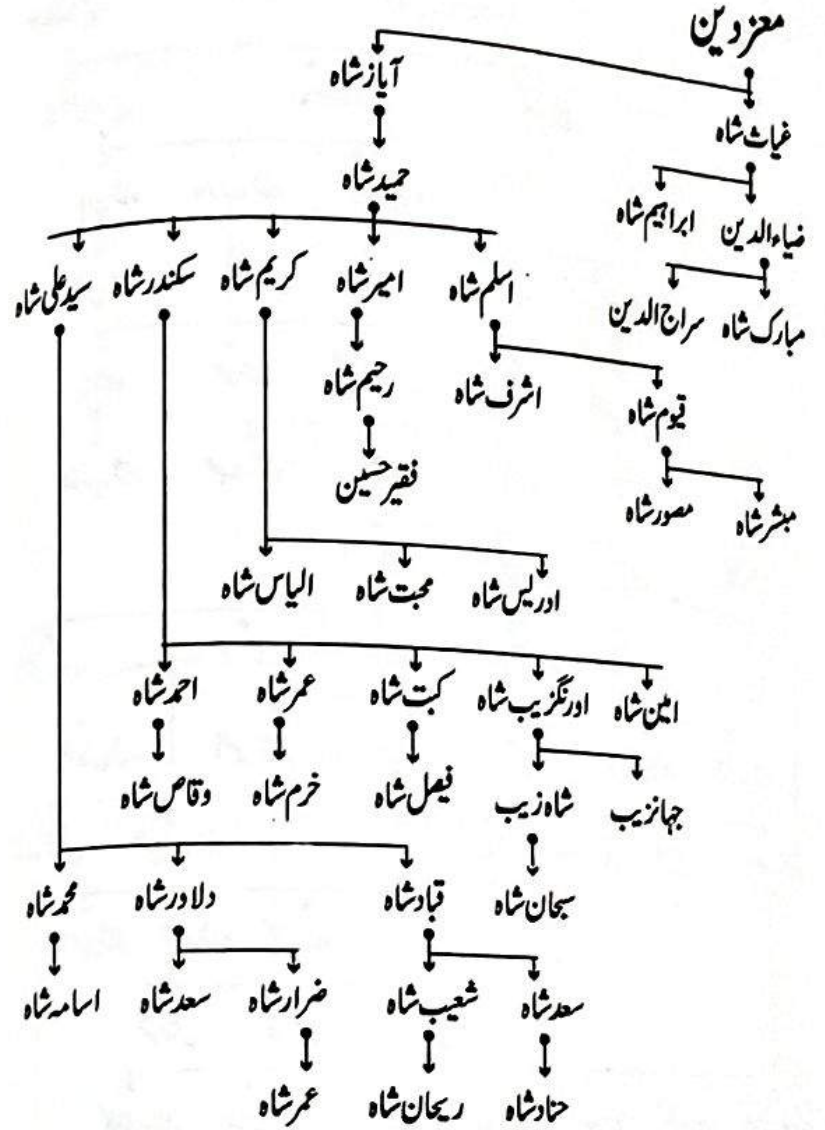 معزدین
آیاز شاہ
غیاث شاہ
حمید شاہ
ضیاءالدین ابراہیم شاہ
مبارک شاہ سراج الدین
اسلم شاہ امیر شاہ کریم شاہ سکندر شاہ سید علی شاہ
قیوم شاہ اشرف شاہ رحیم شاہ
مبشر شاہ مصور شاہ فقیر حسین
ادریس شاہ محبت شاہ الیاس شاہ
امین شاہ اورنگزیب شاہ کبت شاہ عمر شاہ احمد شاہ
جہانزیب شاہ زیب فیصل شاہ خرم شاہ وقاص شاہ
سبحان شاہ قباد شاہ دلاور شاہ محمد شاہ
سعد شاہ شعیب شاہ ضرار شاہ سعد شاہ اسامہ شاہ
حناد شاہ ریحان شاہ عمر شاہ